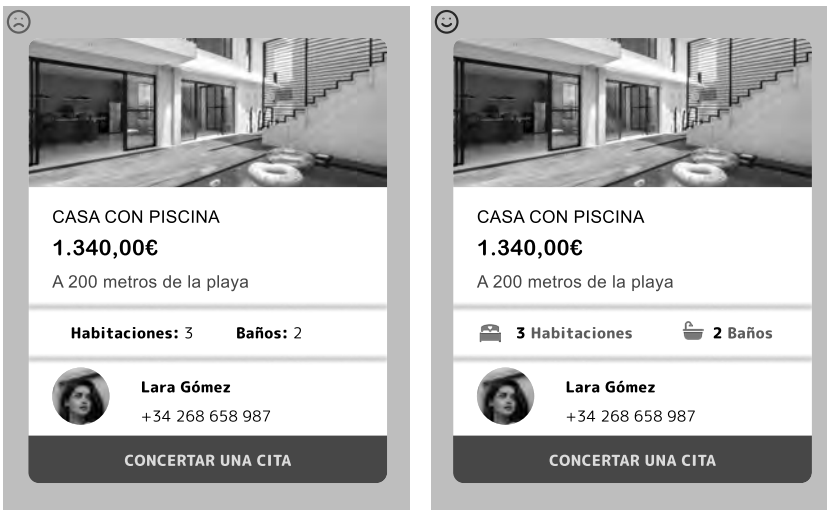 CASA CON PISCINA
1.340,00€
A 200 metros de la playa
Habitaciones: 3 Baños: 2
Lara Gómez
+34 268 658 987
CONCERTAR UNA CITA
CASA CON PISCINA
1.340,00€
A 200 metros de la playa
3 Habitaciones 2 Baños
Lara Gómez
+34 268 658 987
CONCERTAR UNA CITA